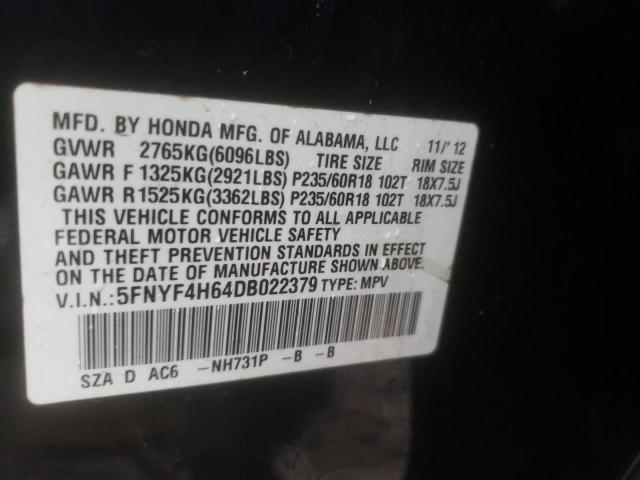 MFD. BY HONDA MFG. OF ALABAMA, LLC 11/'12
GVWR 2765KG(6096LBS) TIRE SIZE RIM SIZE
GAWR F 1325KG(2921LBS) P235/60R18 102T 18X7.5J
GAWR R 1525KG(3362LBS) P235/60R18 102T 18X7.5J
THIS VEHICLE CONFORMS TO ALL APPLICABLE
FEDERAL MOTOR VEHICLE SAFETY
AND THEFT PREVENTION STANDARDS IN EFFECT
ON THE DATE OF MANUFACTURE SHOWN ABOVE.
V.I.N.: 5FNYF4H64DB022379 TYPE: MPV
SZA D AC6 -NH731P -B -B